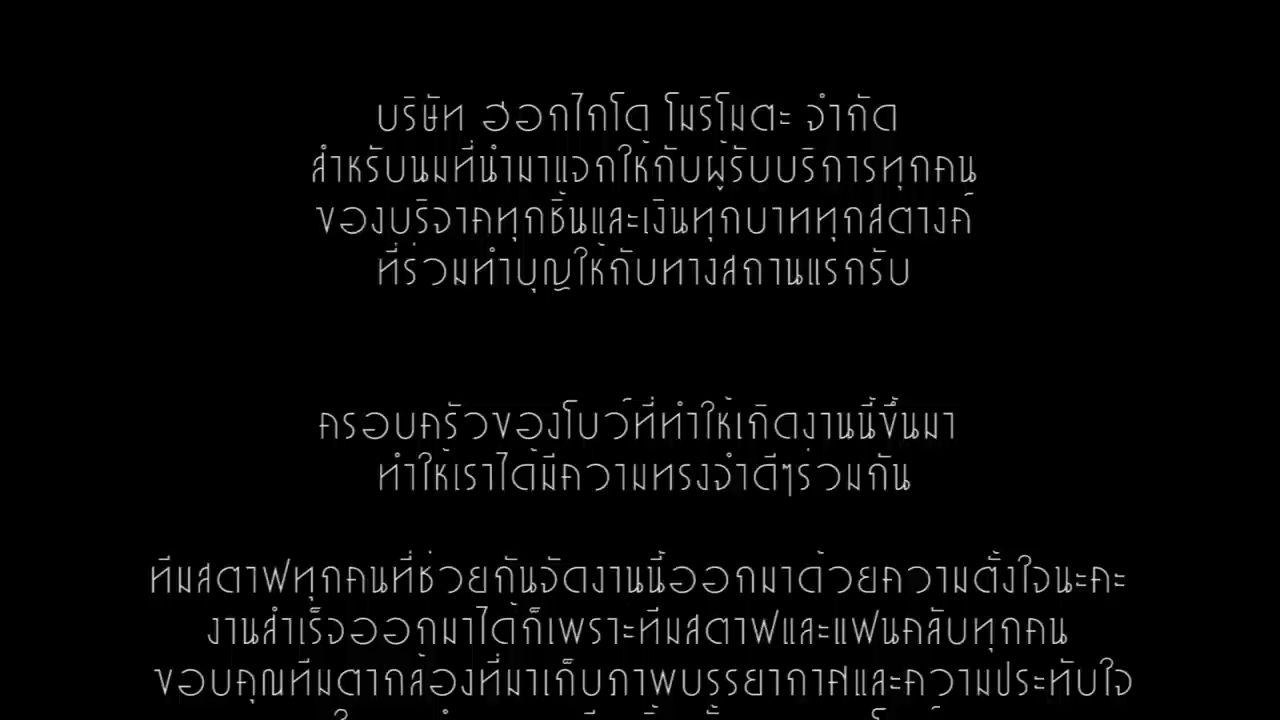 บริษัท ฮอกไกโด โมริโมตะ จำกัด
สำหรับนมที่นำมาแจกให้กับผู้รับบริการทุกคน
ของบริจาคทุกชิ้นและเงินทุกบาททุกสตางค์
ที่ร่วมทำบุญให้กับทางสถานแรกรับ
ครอบครัวของโบว์ที่ทำให้เกิดงานนี้ขึ้นมา
ทำให้เราได้มีความทรงจำดีๆร่วมกัน
ทีมสตาฟทุกคนที่ช่วยกันจัดงานนี้ออกมาด้วยความตั้งใจนะคะ
งานสำเร็จออกมาได้ก็เพราะทีมสตาฟและแฟนคลับทุกคน
ขอบคุณทีมตากล้องที่มาเก็บภาพบรรยากาศและความประทับใจ